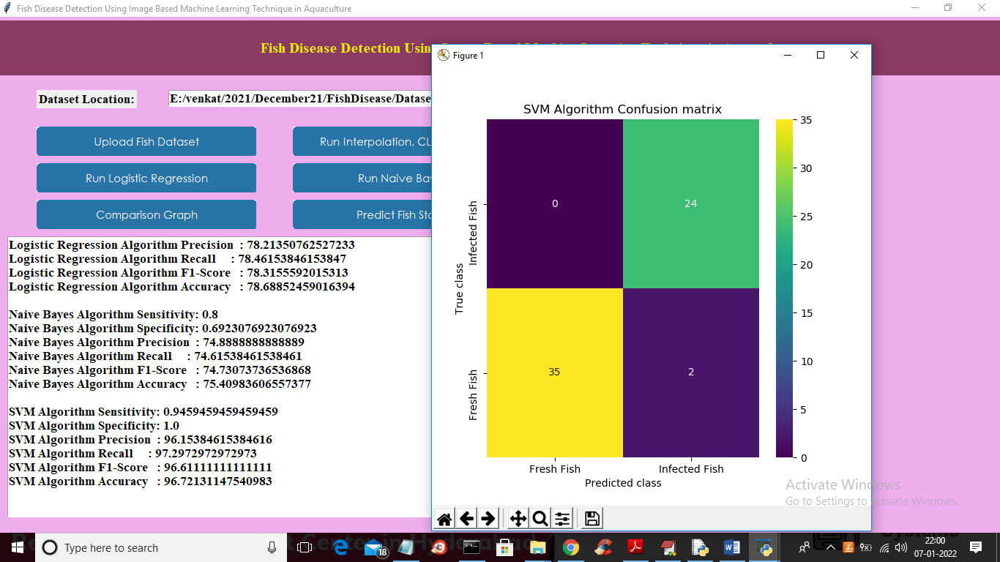 Fish Disease Detection Using Image Based Machine Learning Technique in Aquaculture
Fish Disease Detection Usin
Dataset Location:
E:/venkat/2021/December21/FishDisease/Datase
Upload Fish Dataset
Run Interpolation, CL
Run Logistic Regression
Run Naive Ba
Comparison Graph
Predict Fish Sta
Logistic Regression Algorithm Precision : 78.21350762527233
Logistic Regression Algorithm Recall : 78.46153846153847
Logistic Regression Algorithm F1-Score : 78.3155592015313
Logistic Regression Algorithm Accuracy : 78.68852459016394
Naive Bayes Algorithm Sensitivity: 0.8
Naive Bayes Algorithm Specificity: 0.6923076923076923
Naive Bayes Algorithm Precision : 74.8888888888889
Naive Bayes Algorithm Recall : 74.61538461538461
Naive Bayes Algorithm F1-Score : 74.73073736536868
Naive Bayes Algorithm Accuracy : 75.40983606557377
SVM Algorithm Sensitivity: 0.9459459459459459
SVM Algorithm Specificity: 1.0
SVM Algorithm Precision : 96.15384615384616
SVM Algorithm Recall : 97.2972972972973
SVM Algorithm F1-Score : 96.61111111111111
SVM Algorithm Accuracy : 96.72131147540983
Figure 1
SVM Algorithm Confusion matrix
True class
Infected Fish
Fresh Fish
0
24
35
2
Fresh Fish
Infected Fish
Predicted class
35
30
25
20
15
10
5
0
Activate Windows
Go to Settings to activate Windows.
Type here to search
18
22:00
07-01-2022